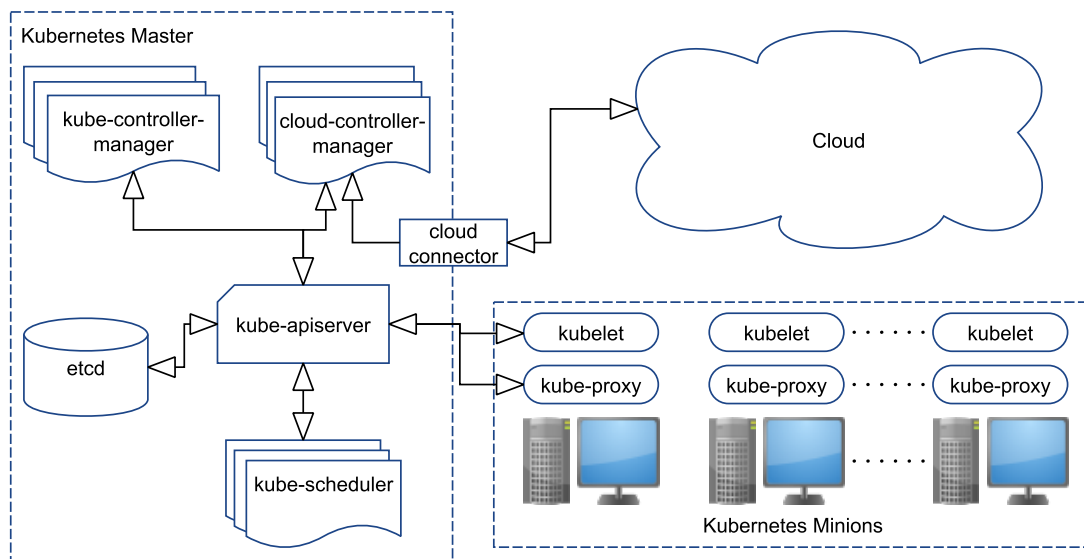 Kubernetes Master
kube-controller-
manager
cloud-controller-
manager
Cloud
cloud
connector
kube-apiserver
etcd
kube-scheduler
kubelet
kubelet
kubelet
kube-proxy
kube-proxy
kube-proxy
Kubernetes Minions